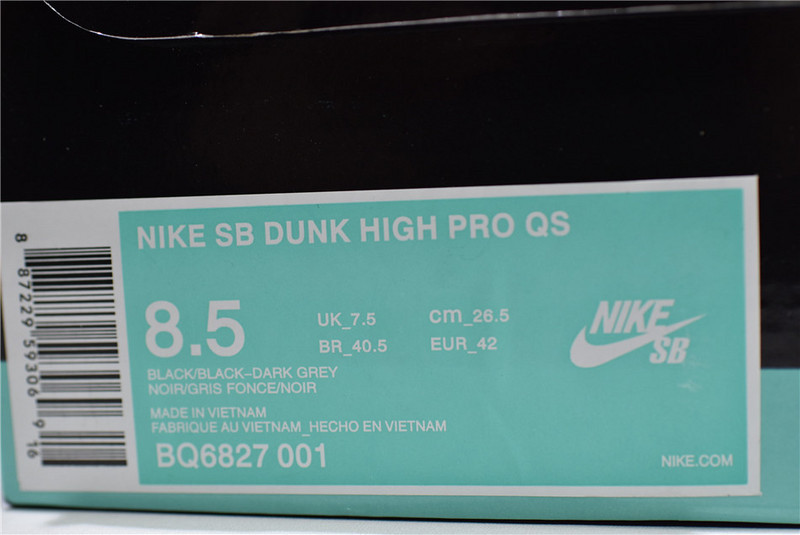 NIKE SB DUNK HIGH PRO QS
8.5
UK_7.5
cm_26.5
BR_40.5
EUR_42
BLACK/BLACK-DARK GREY
NOIR/GRIS FONCE/NOIR
MADE IN VIETNAM
FABRIQUE AU VIETNAM_HECHO EN VIETNAM
BQ6827 001
NIKE
SB
NIKE.COM
8 87229 59306 9 16